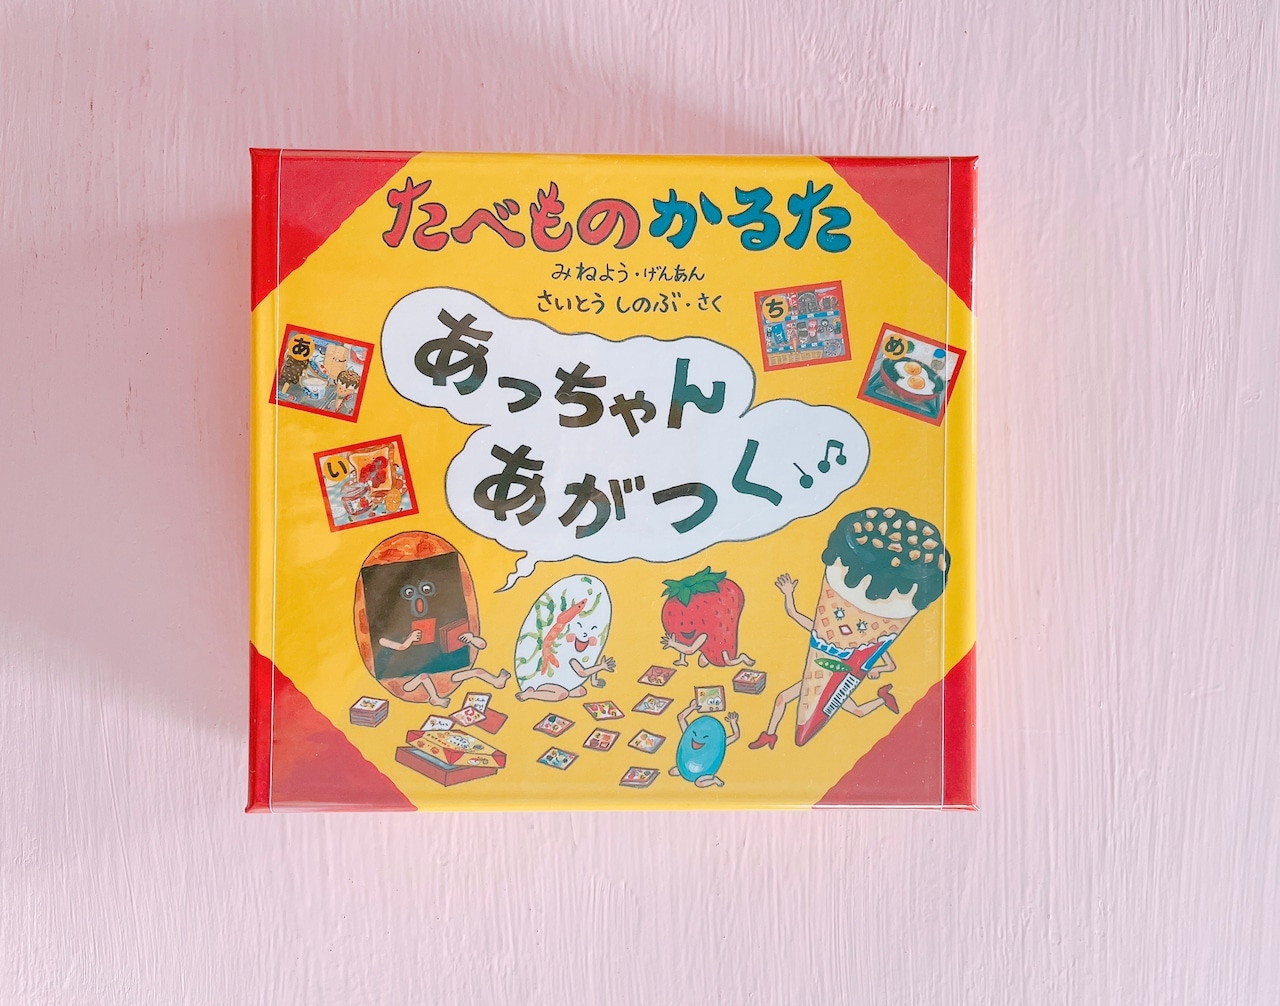 たべものかるた
みねよう・げんあん
さいとう しのぶ・さく
あっちゃん
あがつく
ち
あ
め
い